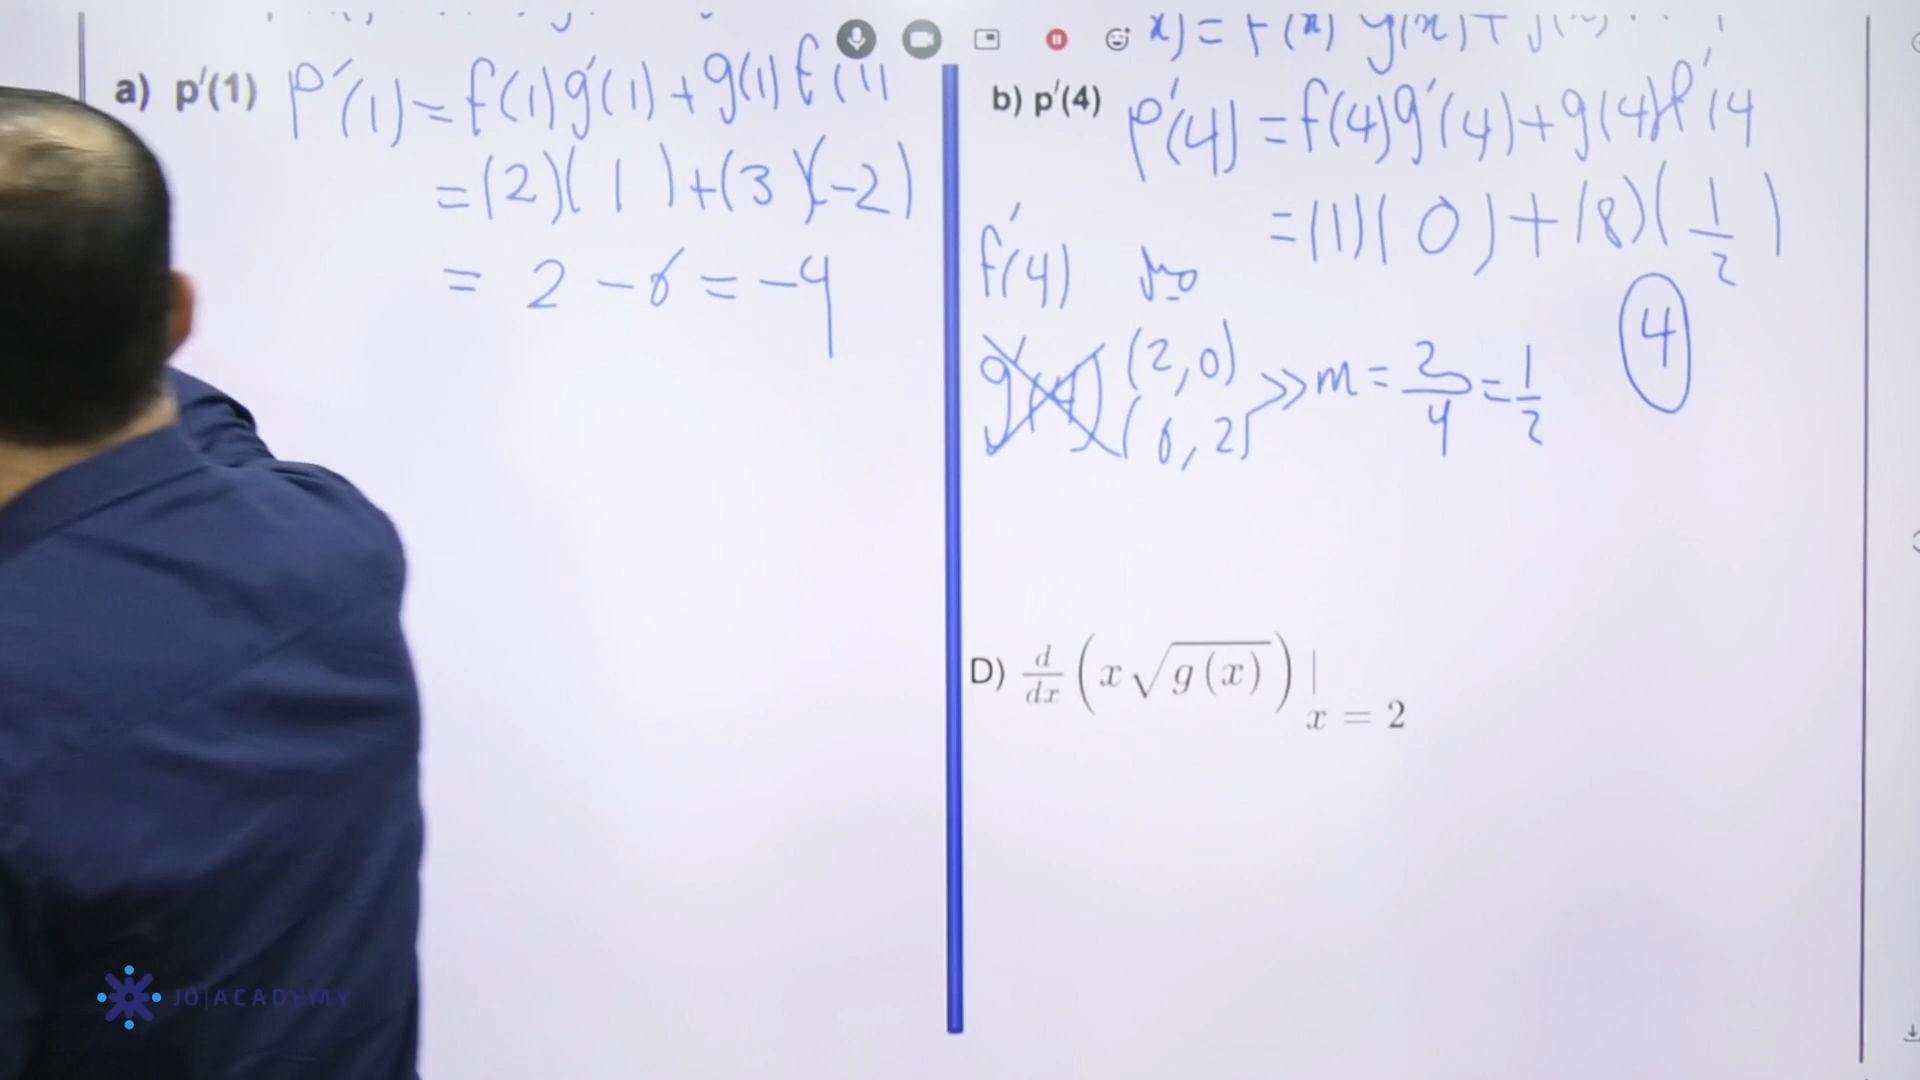 a) p′(1) p′(1) = f(1)g′(1) + g(1)f′(1)
= (2)(1) + (3)(-2)
= 2 - 6 = -4
b) p′(4) p′(4) = f(4)g′(4) + g(4)f′(4
= (1)(0) + (8)(1/2)
4
f′(4) ميل
g(4) (2,0)
(6,2) >> m = 2/4 = 1/2
D) d/dx (x√g(x)) | x = 2
JO|ACADEMY